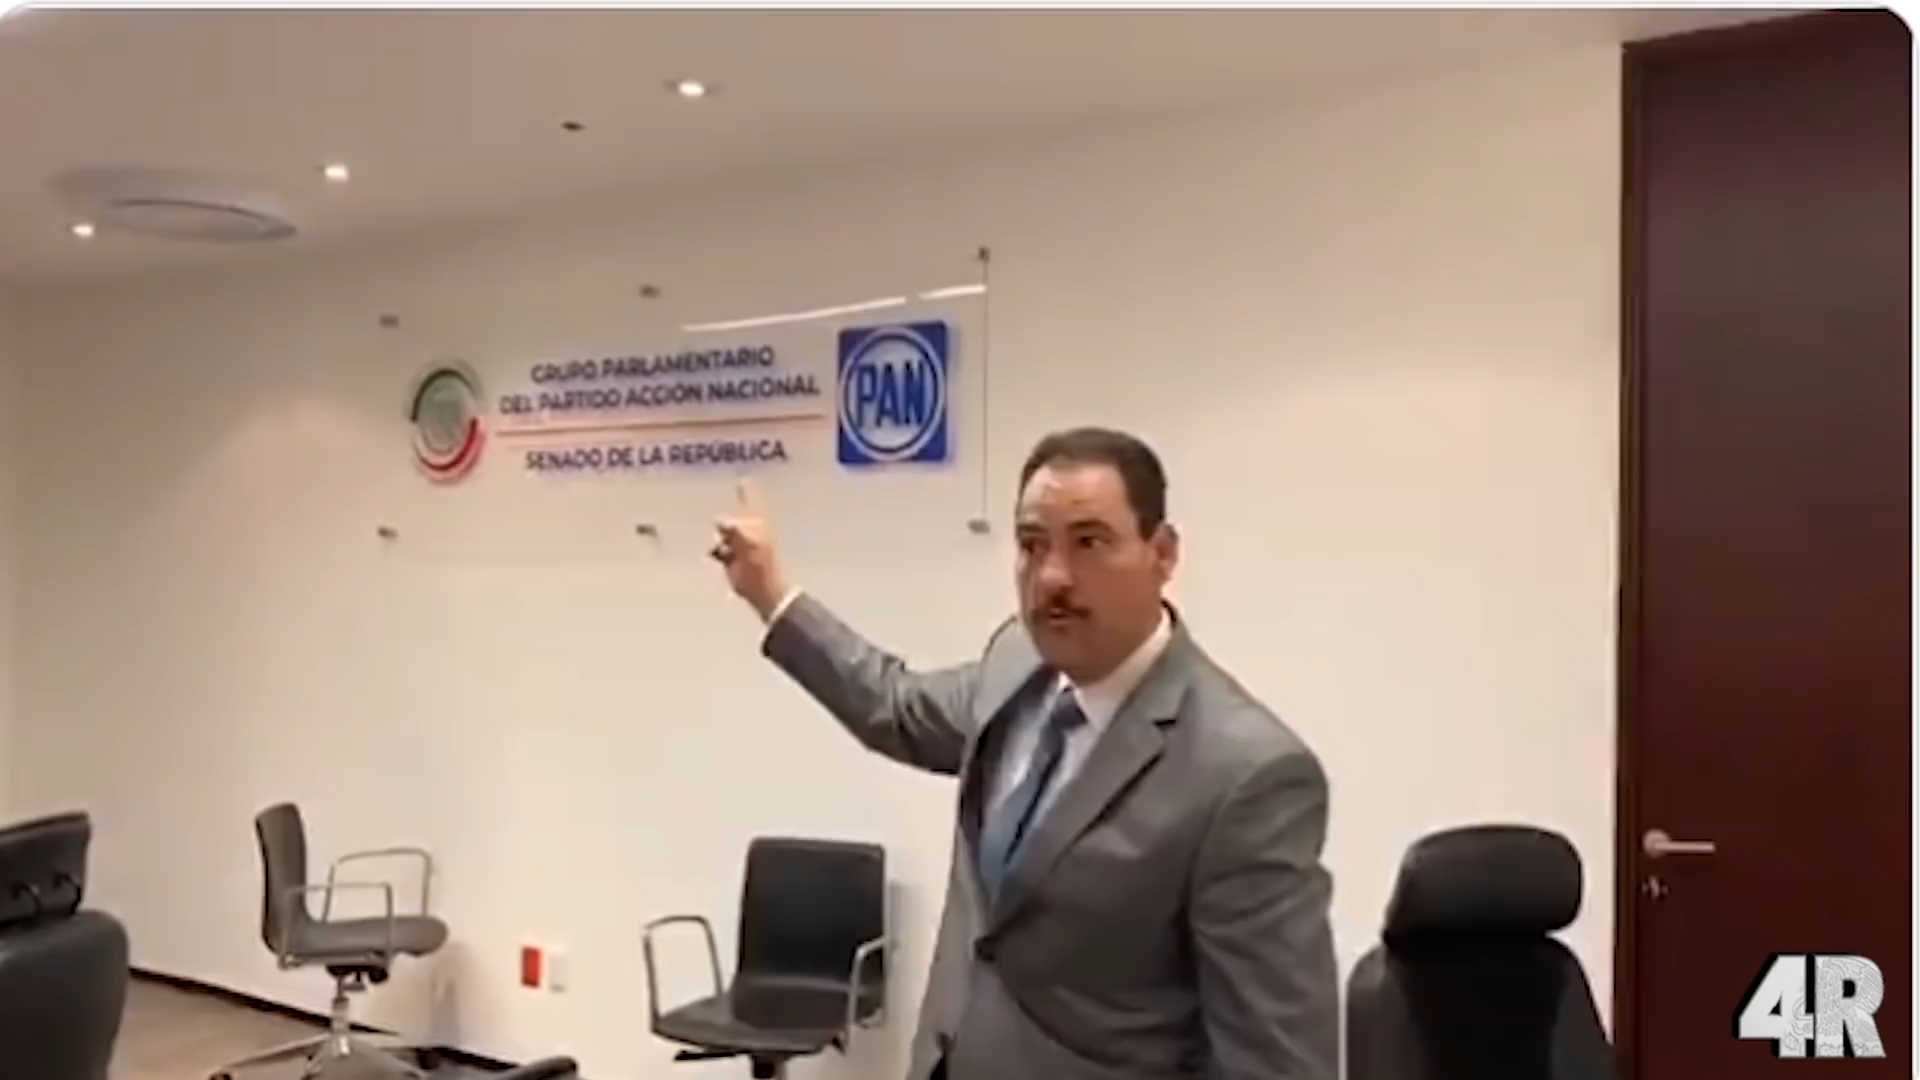 GRUPO PARLAMENTARIO
DEL PARTIDO ACCIÓN NACIONAL
SENADO DE LA REPÚBLICA
PAN
4R